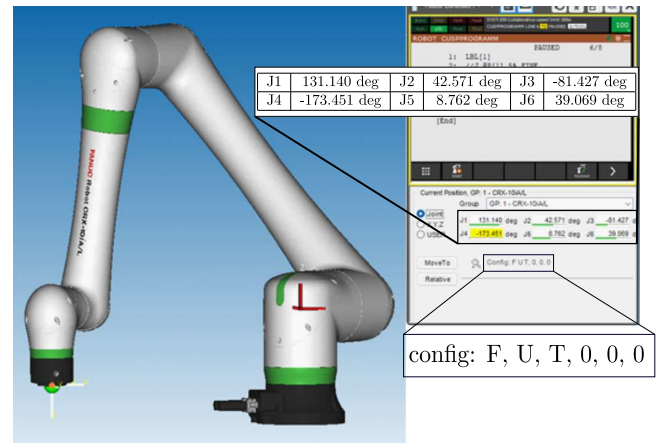 100
ROBOT CUSPPROGRAMM
PAUSED 4/8
1: LBL[1]
J1 131.140 deg J2 42.571 deg J3 -81.427 deg
J4 -173.451 deg J5 8.762 deg J6 39.069 deg
[End]
FANUC Robot CRX-10iA/L
Current Position, GP: 1 - CRX-10iA/L
Group GP: 1 - CRX-10iA/L
Joint
J1 131.140 deg J2 42.571 deg J3 -81.427 d
USER J4 -173.451 deg J5 8.762 deg J6 39.069 d
MoveTo Config: F U T, 0, 0, 0
Relative
config: F, U, T, 0, 0, 0